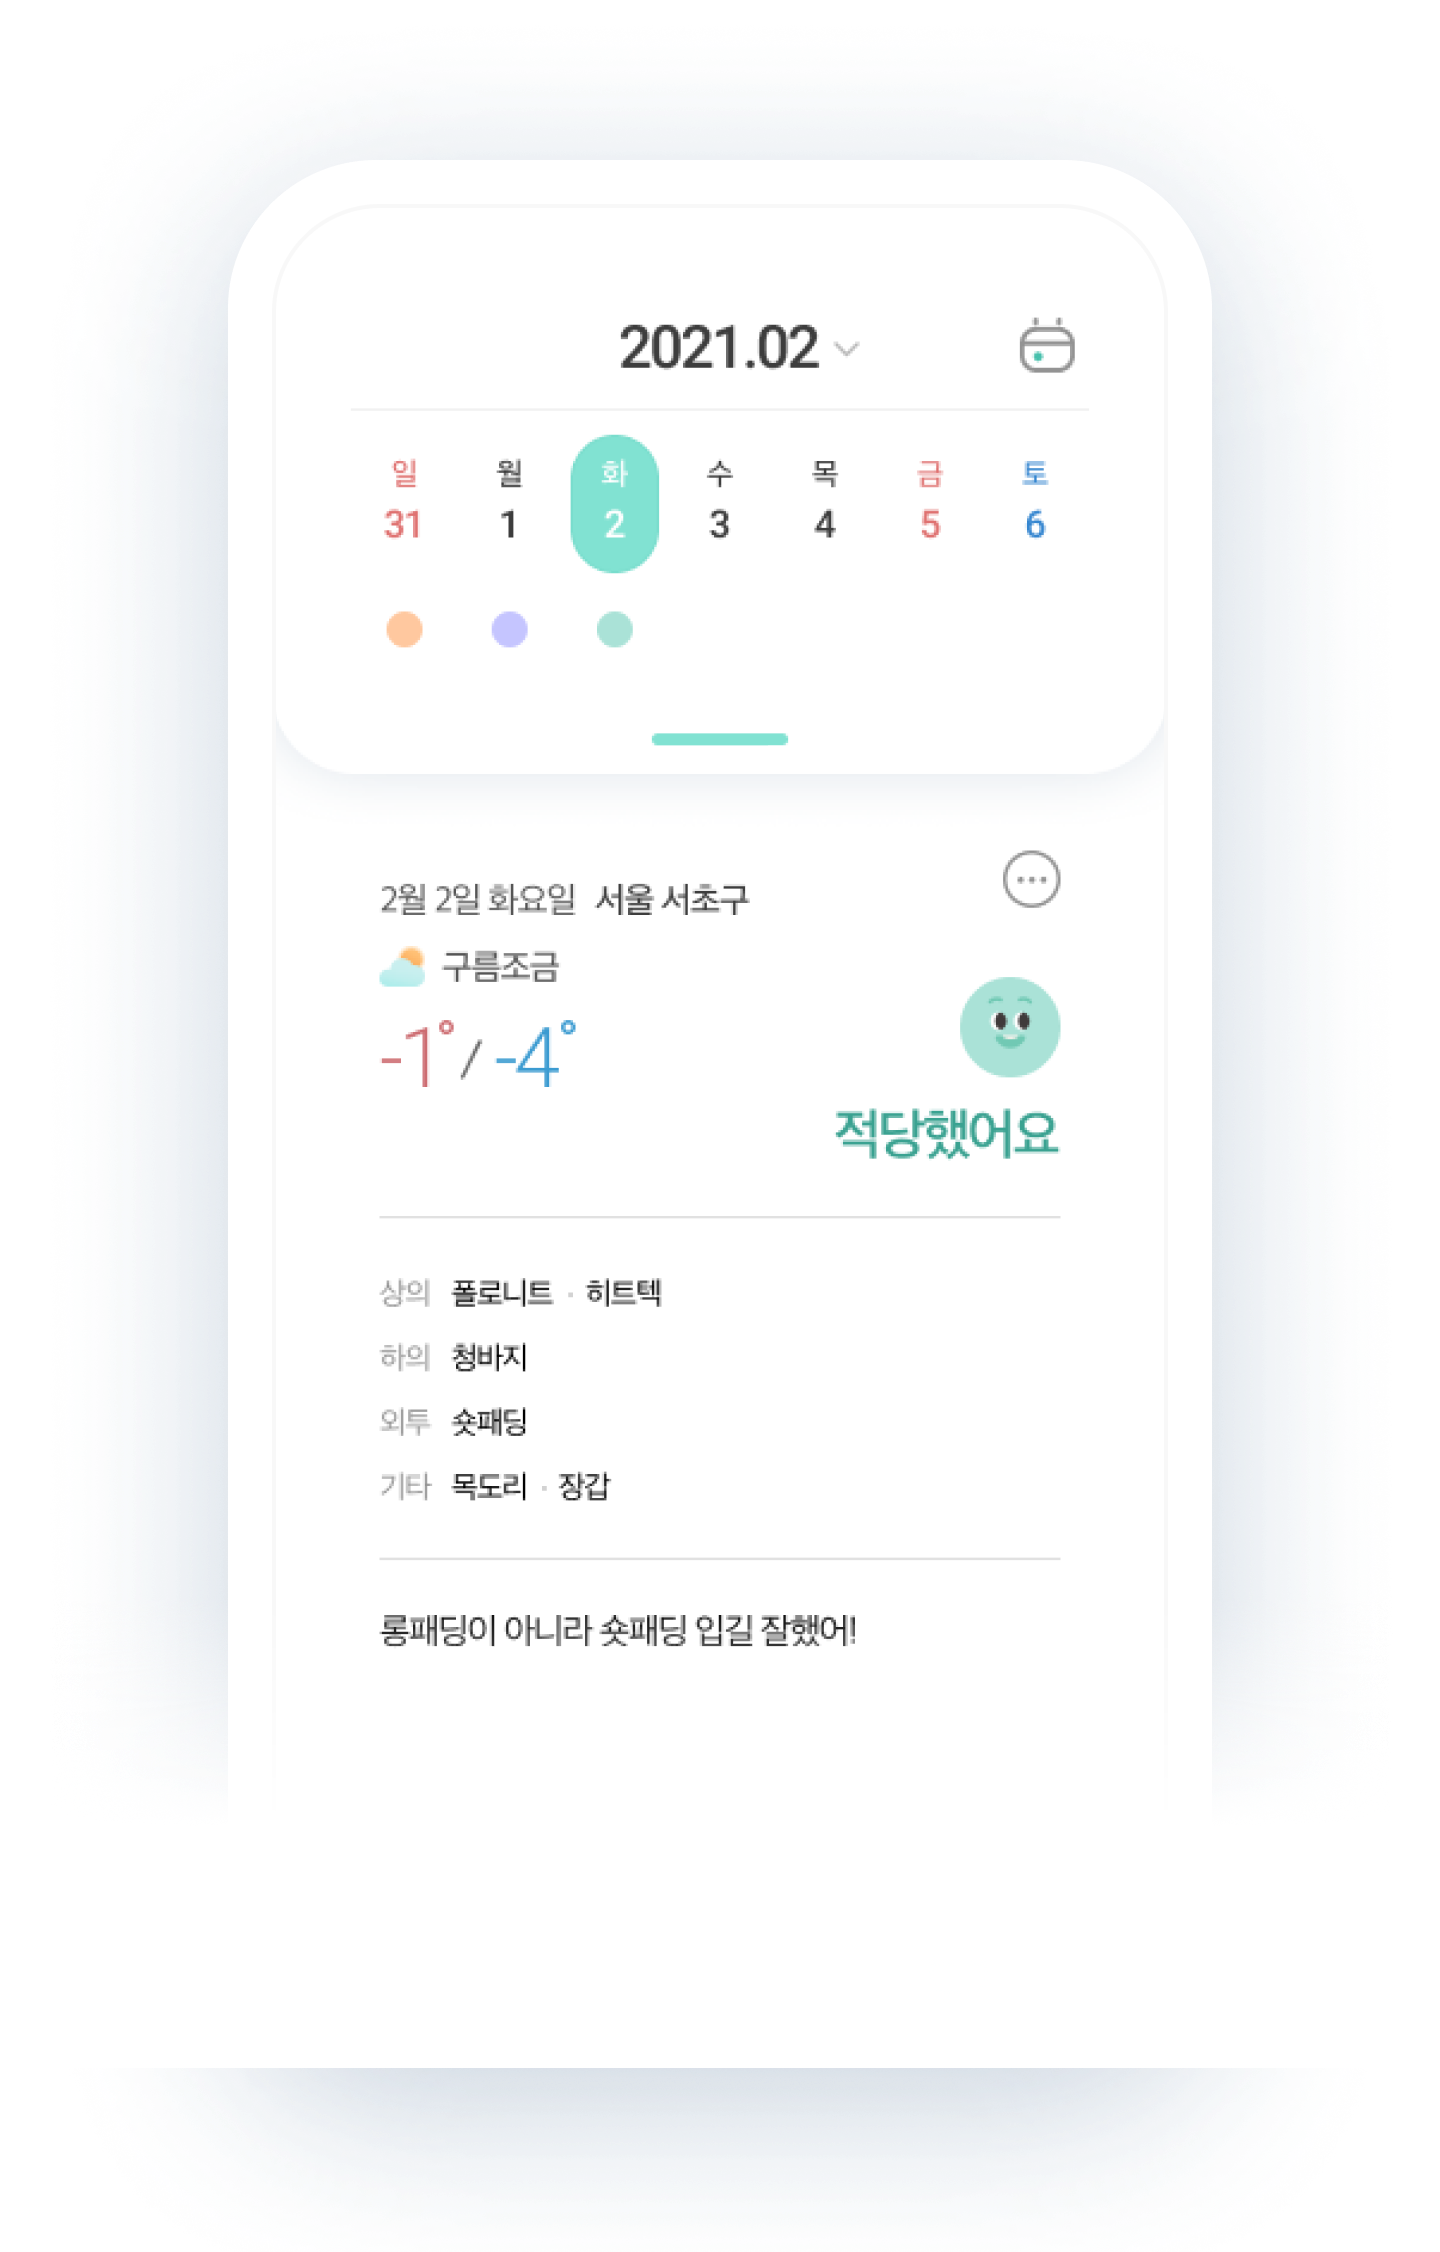 2021.02
일 월 화 수 목 금 토
31 1 2 3 4 5 6
2월 2일 화요일 서울 서초구
구름조금
-1° / -4°
적당했어요
상의 폴로니트 · 히트텍
하의 청바지
외투 숏패딩
기타 목도리 · 장갑
롱패딩이 아니라 숏패딩 입길 잘했어!